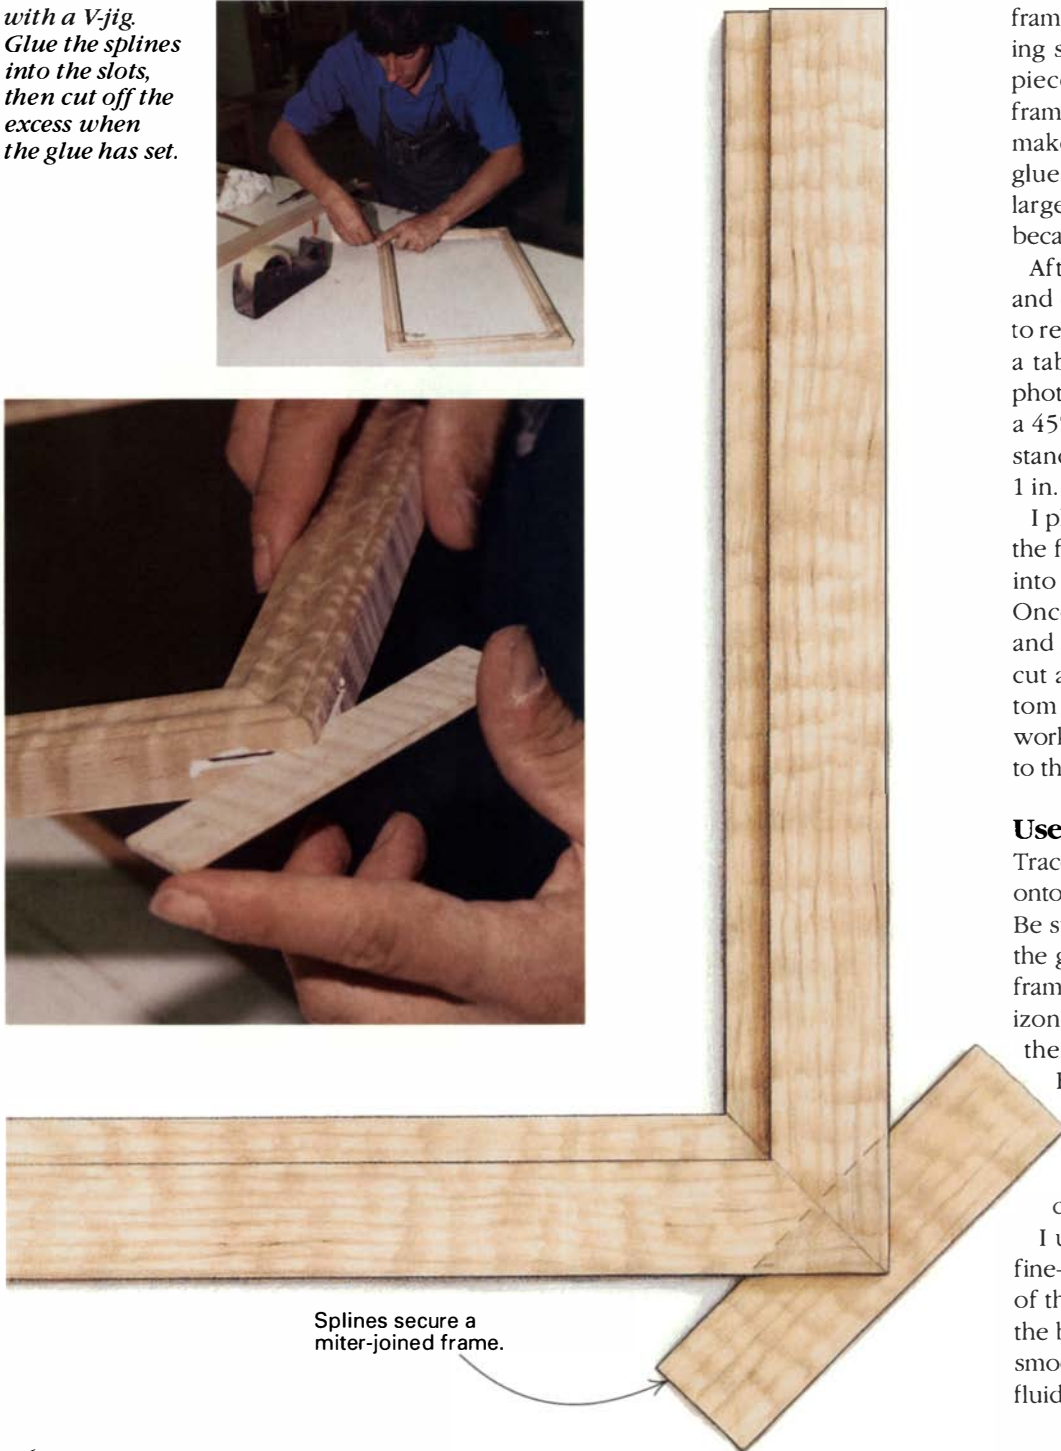 with a V-jig.
Glue the splines
into the slots,
then cut off the
excess when
the glue has set.
Splines secure a
miter-joined frame.
fram
ing s
piec
fram
mak
glue
large
beca
Aft
and
to re
a tab
phot
a 45°
stanc
1 in.
I pl
the f
into
Onc
and
cut a
tom
work
to th
Use
Trac
onto
Be s
the g
fram
izon
the
I u
fine-
of th
the b
smo
fluid